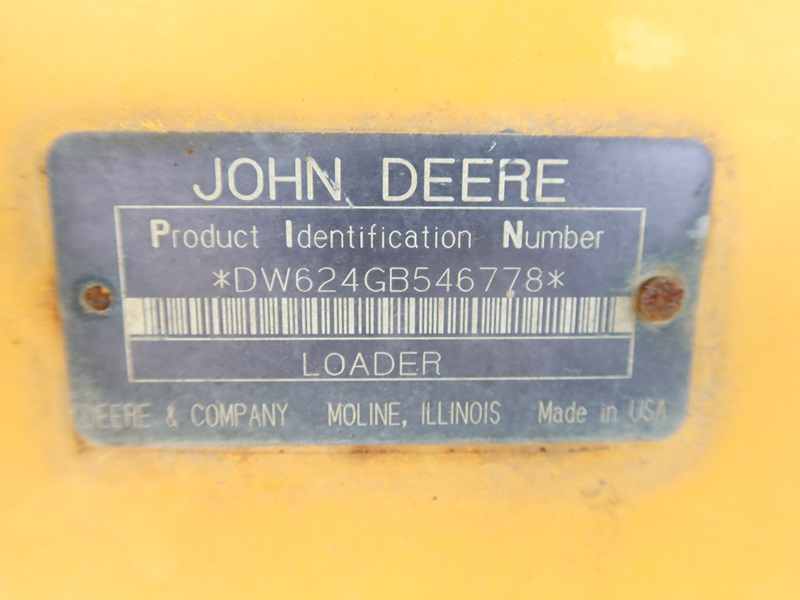 JOHN DEERE
Product Identification Number
*DW624GB546778*
LOADER
DEERE & COMPANY MOLINE, ILLINOIS Made in USA